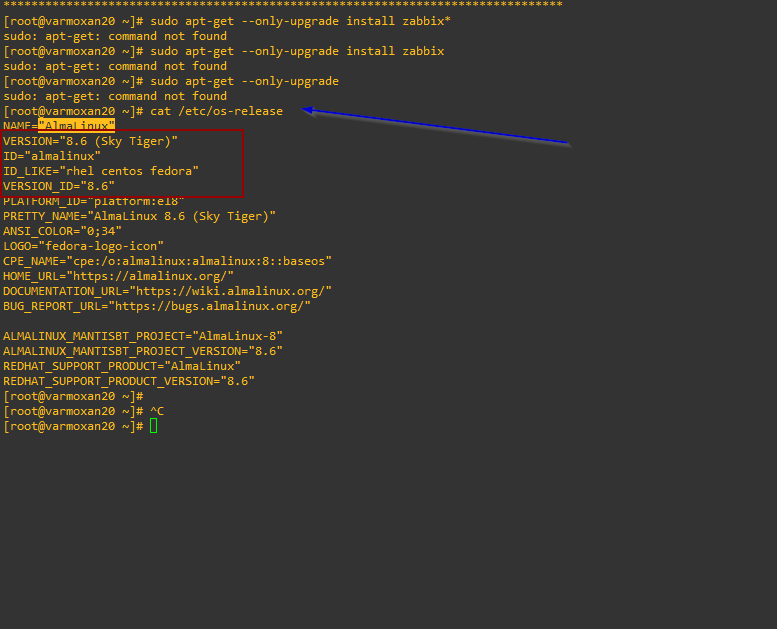 ********************************************************************************
[root@varmoxan20 ~]# sudo apt-get --only-upgrade install zabbix*
sudo: apt-get: command not found
[root@varmoxan20 ~]# sudo apt-get --only-upgrade install zabbix
sudo: apt-get: command not found
[root@varmoxan20 ~]# sudo apt-get --only-upgrade
sudo: apt-get: command not found
[root@varmoxan20 ~]# cat /etc/os-release
NAME="AlmaLinux"
VERSION="8.6 (Sky Tiger)"
ID="almalinux"
ID_LIKE="rhel centos fedora"
VERSION_ID="8.6"
PLATFORM_ID="platform:el8"
PRETTY_NAME="AlmaLinux 8.6 (Sky Tiger)"
ANSI_COLOR="0;34"
LOGO="fedora-logo-icon"
CPE_NAME="cpe:/o:almalinux:almalinux:8::baseos"
HOME_URL="https://almalinux.org/"
DOCUMENTATION_URL="https://wiki.almalinux.org/"
BUG_REPORT_URL="https://bugs.almalinux.org/"
ALMALINUX_MANTISBT_PROJECT="AlmaLinux-8"
ALMALINUX_MANTISBT_PROJECT_VERSION="8.6"
REDHAT_SUPPORT_PRODUCT="AlmaLinux"
REDHAT_SUPPORT_PRODUCT_VERSION="8.6"
[root@varmoxan20 ~]#
[root@varmoxan20 ~]# ^C
[root@varmoxan20 ~]#